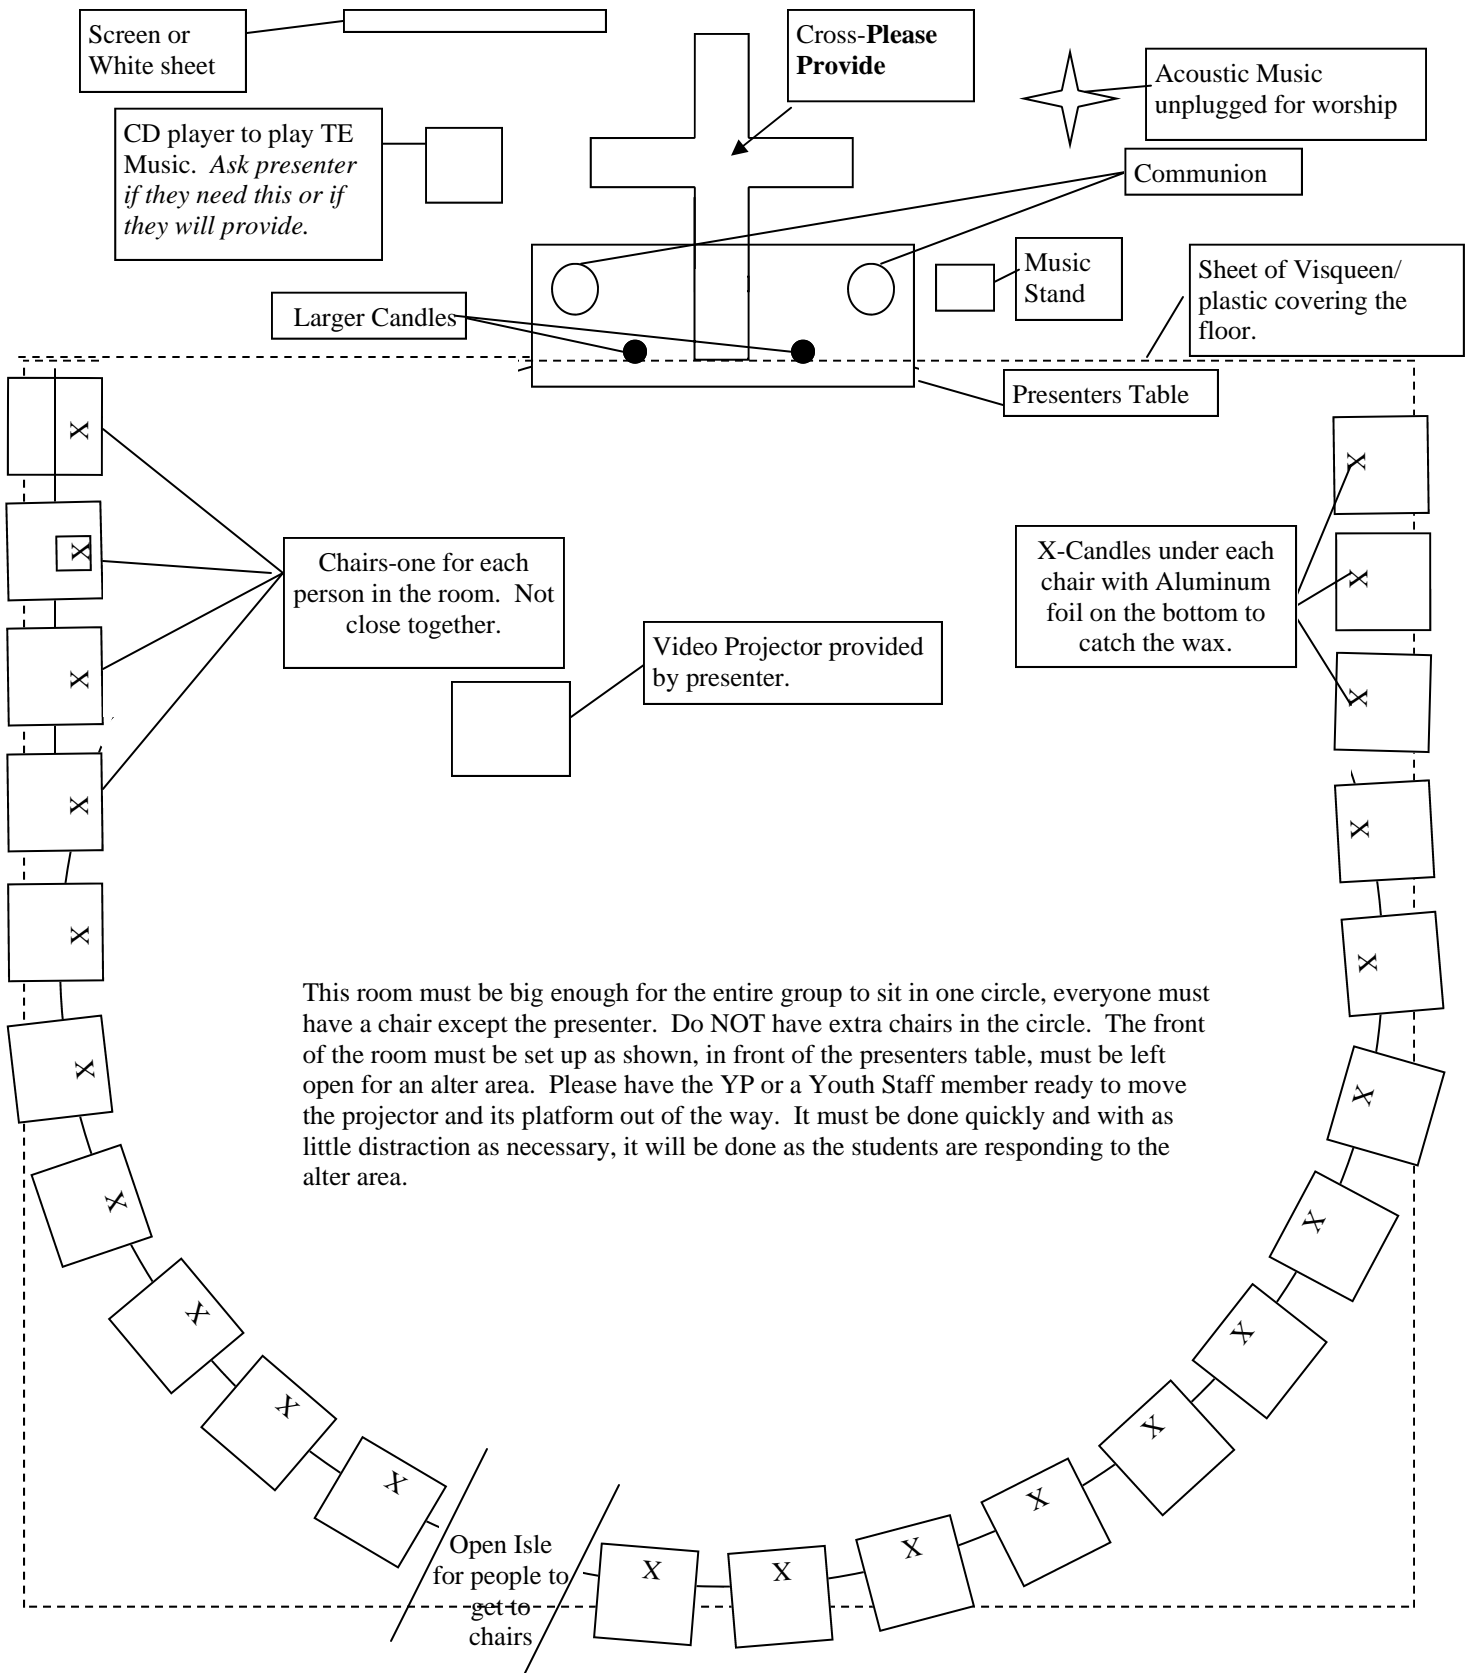 Screen or
White sheet
Cross-Please
Provide
Acoustic Music
unplugged for worship
CD player to play TE
Music.  Ask presenter
if they need this or if
they will provide.
Communion
Music
Stand
Sheet of Visqueen/
plastic covering the
floor.
Larger Candles
Presenters Table
X
X
X
X
X
X
X
X
X
X
Chairs-one for each
person in the room.  Not
close together.
Video Projector provided
by presenter.
X-Candles under each
chair with Aluminum
foil on the bottom to
catch the wax.
X
X
X
X
X
X
X
X
X
X
X
X
X
This room must be big enough for the entire group to sit in one circle, everyone must
have a chair except the presenter.  Do NOT have extra chairs in the circle.  The front
of the room must be set up as shown, in front of the presenters table, must be left
open for an alter area.  Please have the YP or a Youth Staff member ready to move
the projector and its platform out of the way.  It must be done quickly and with as
little distraction as necessary, it will be done as the students are responding to the
alter area.
Open Isle
for people to
get to
chairs